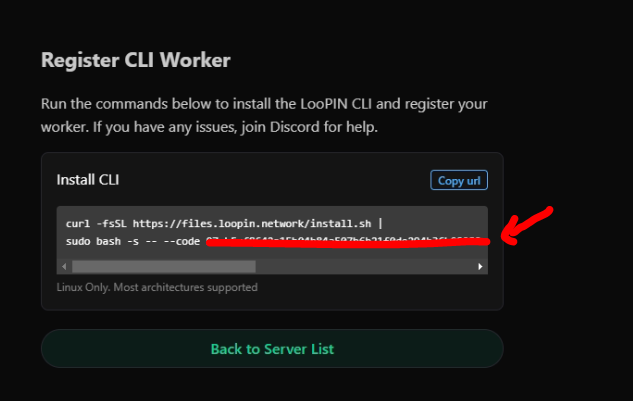 Register CLI Worker
Run the commands below to install the LooPIN CLI and register your
worker. If you have any issues, join Discord for help.
Install CLI
Copy url
curl -fsSL https://files.loopin.network/install.sh |
sudo bash -s -- --code
Linux Only. Most architectures supported
Back to Server List